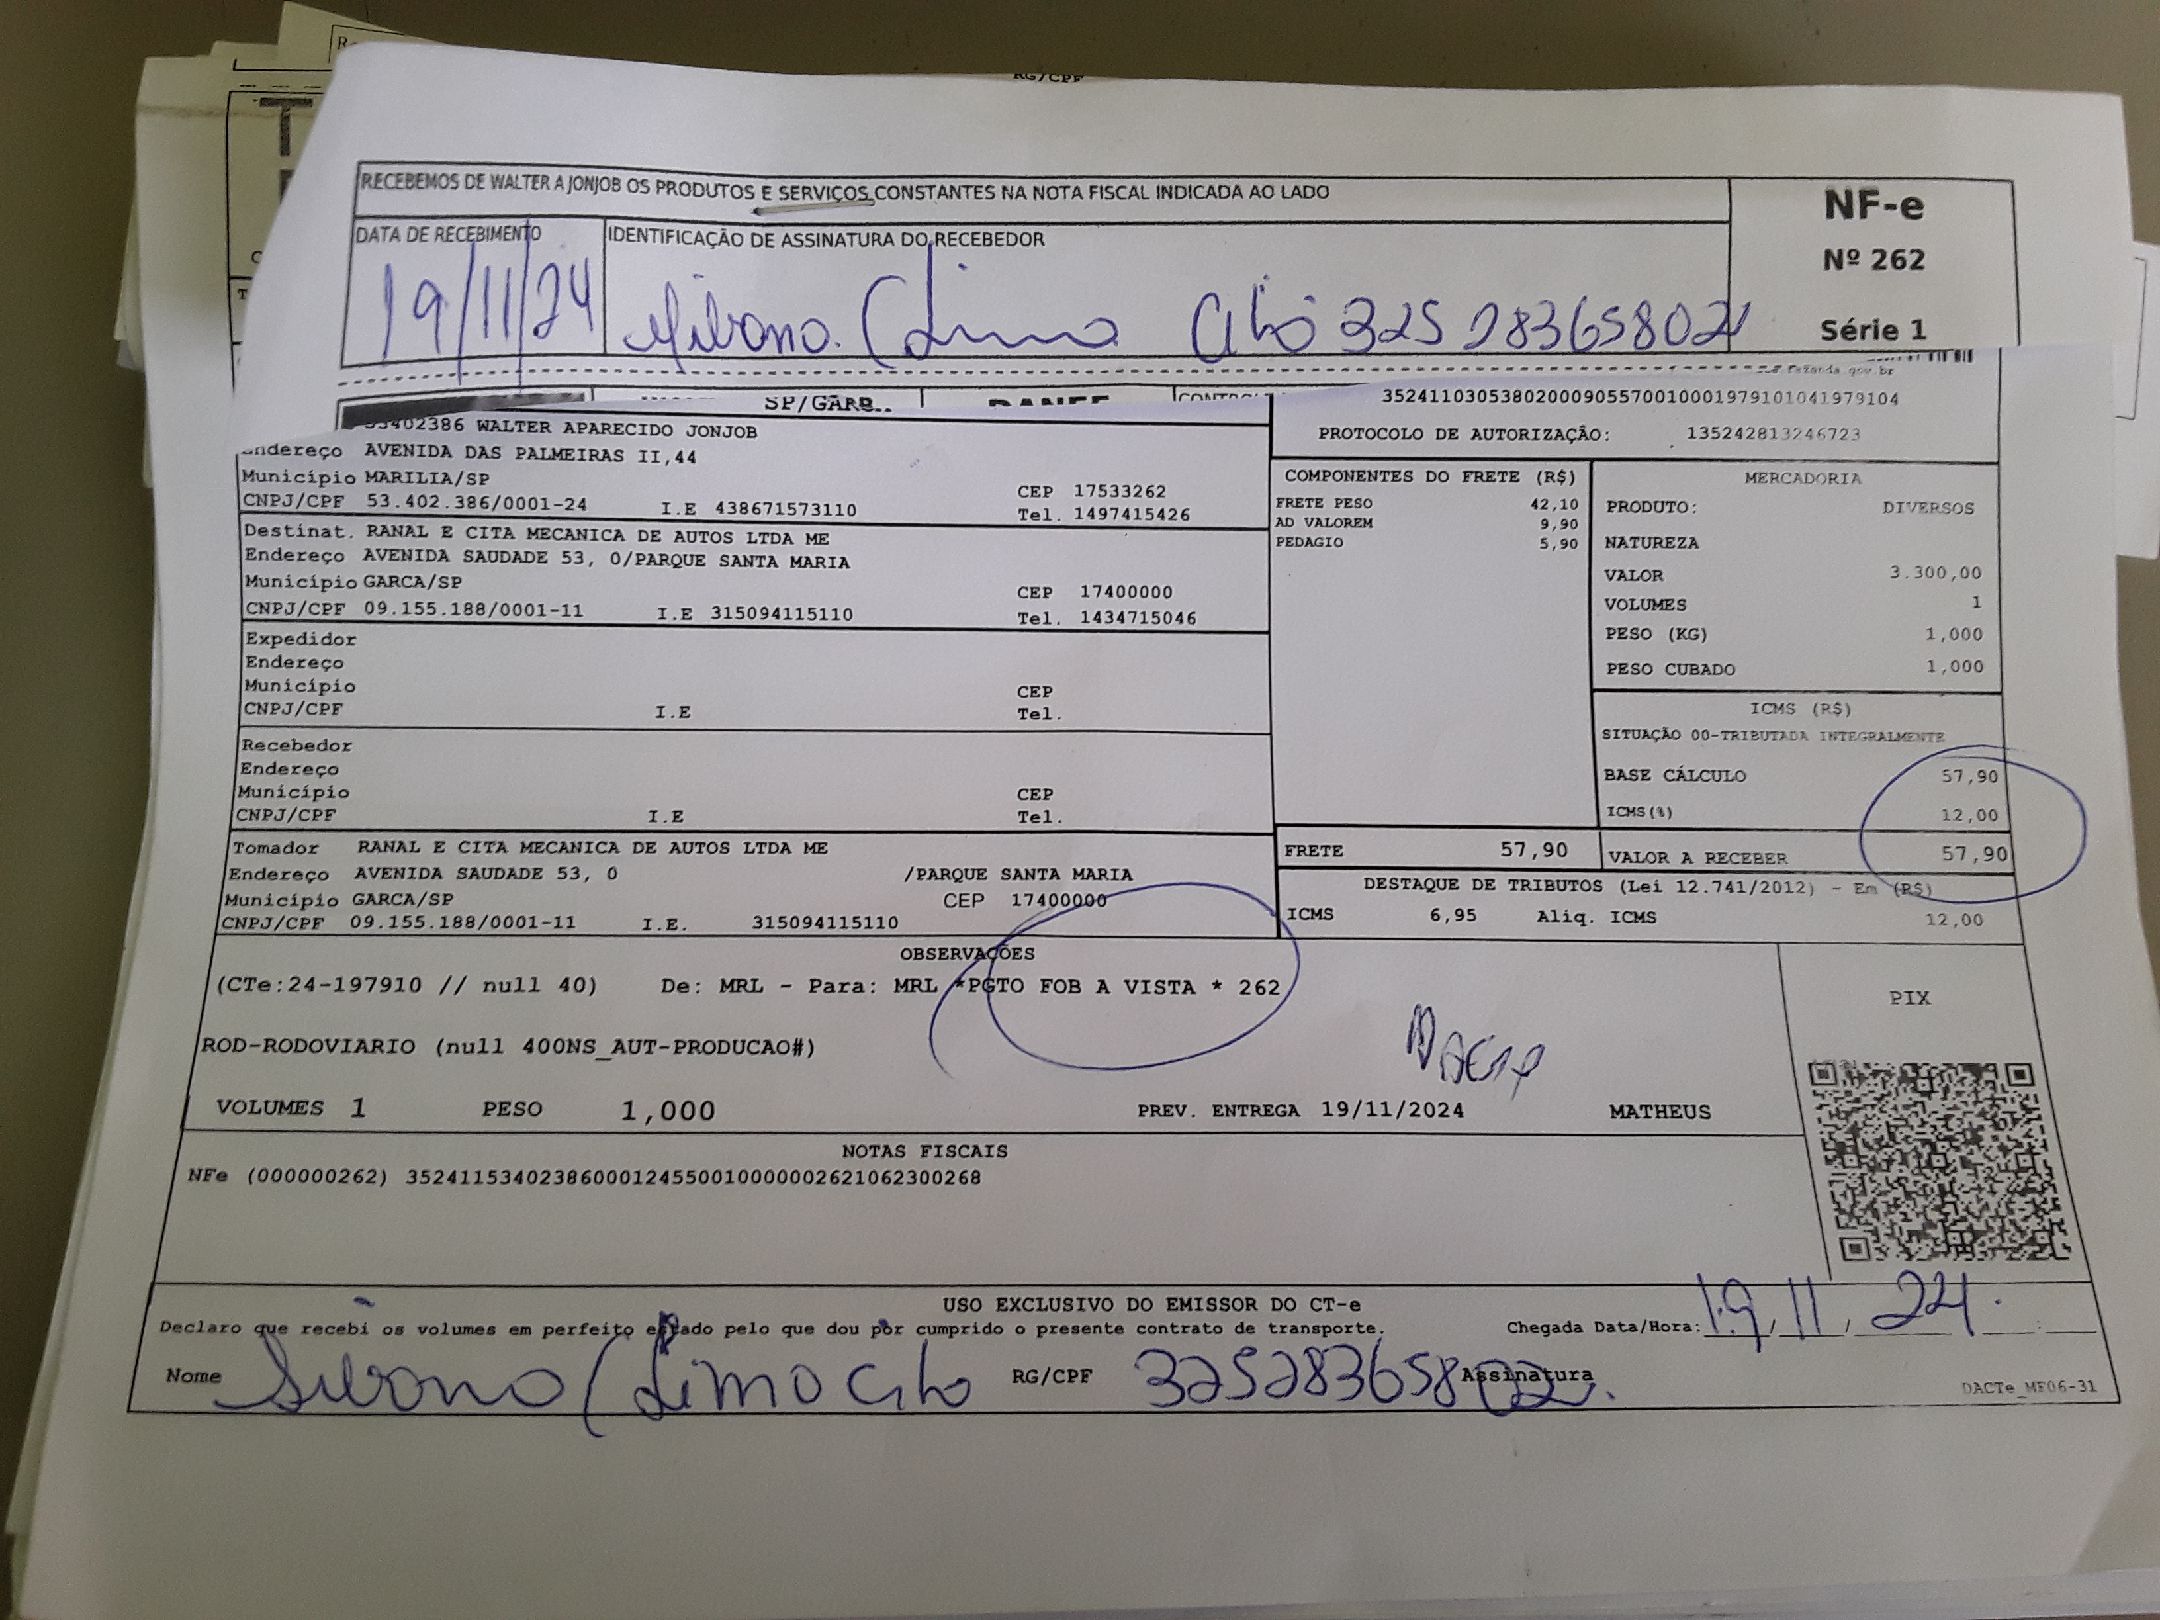 RG/CPF
RECEBEMOS DE WALTER A JONJOB OS PRODUTOS E SERVIÇOS CONSTANTES NA NOTA FISCAL INDICADA AO LADO
NF-e
Nº 262
Série 1
DATA DE RECEBIMENTO
IDENTIFICAÇÃO DE ASSINATURA DO RECEBEDOR
19/11/24
Lima
fazenda.gov.br
35241103053802000905570010001979101041979104
53402386 WALTER APARECIDO JONJOB
PROTOCOLO DE AUTORIZAÇÃO: 135242813246723
Endereço AVENIDA DAS PALMEIRAS II,44
Município MARILIA/SP CEP 17533262
CNPJ/CPF 53.402.386/0001-24 I.E 438671573110 Tel. 1497415426
Destinat. RANAL E CITA MECANICA DE AUTOS LTDA ME
Endereço AVENIDA SAUDADE 53, 0/PARQUE SANTA MARIA
Município GARCA/SP CEP 17400000
CNPJ/CPF 09.155.188/0001-11 I.E 315094115110 Tel. 1434715046
Expedidor
Endereço
Município CEP
CNPJ/CPF I.E Tel.
Recebedor
Endereço
Município CEP
CNPJ/CPF I.E Tel.
Tomador RANAL E CITA MECANICA DE AUTOS LTDA ME
Endereço AVENIDA SAUDADE 53, 0 /PARQUE SANTA MARIA
Município GARCA/SP CEP 17400000
CNPJ/CPF 09.155.188/0001-11 I.E. 315094115110
COMPONENTES DO FRETE (R$)
FRETE PESO 42,10
AD VALOREM 9,90
PEDAGIO 5,90
FRETE 57,90
MERCADORIA
PRODUTO: DIVERSOS
NATUREZA
VALOR 3.300,00
VOLUMES 1
PESO (KG) 1,000
PESO CUBADO 1,000
ICMS (R$)
SITUAÇÃO 00-TRIBUTADA INTEGRALMENTE
BASE CÁLCULO 57,90
ICMS(%) 12,00
VALOR A RECEBER 57,90
DESTAQUE DE TRIBUTOS (Lei 12.741/2012) - Em (R$)
ICMS 6,95 Aliq. ICMS 12,00
OBSERVAÇÕES
(CTe:24-197910 // null 40) De: MRL - Para: MRL *PGTO FOB A VISTA * 262
ROD-RODOVIARIO (null 400NS_AUT-PRODUCAO#)
PIX
VOLUMES 1 PESO 1,000 PREV. ENTREGA 19/11/2024 MATHEUS
NOTAS FISCAIS
NFe (000000262) 35241153402386000124550010000002621062300268
USO EXCLUSIVO DO EMISSOR DO CT-e
Declaro que recebi os volumes em perfeito estado pelo que dou por cumprido o presente contrato de transporte. Chegada Data/Hora: 19/11/24
Nome RG/CPF 32528365802 Assinatura
DACTe_MF06-31